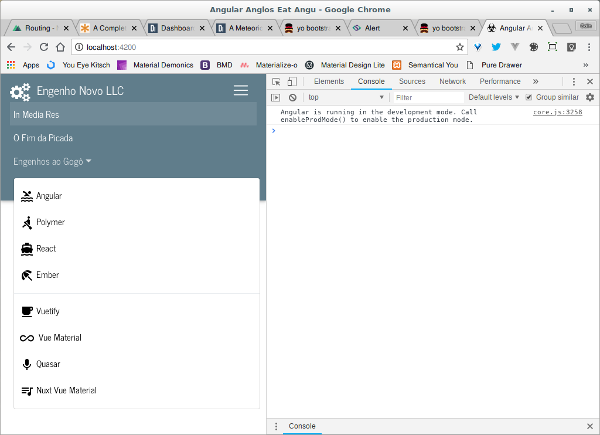 Angular Anglos Eat Angu - Google Chrome
Routing -
A Comple
Dashboar
A Meteori
yo bootst
Alert
yo bootst
Angular A
localhost:4200
Apps
You Eye Kitsch
Material Demonics
BMD
Materialize-o
Material Design Lite
Semantical You
Pure Drawer
»
Engenho Novo LLC
In Media Res
O Fim da Picada
Engenhos ao Gogó
Angular
Polymer
React
Ember
Vuetify
Vue Material
Quasar
Nuxt Vue Material
Elements
Console
Sources
Network
Performance
»
top
Filter
Default levels
Group similar
Angular is running in the development mode. Call
enableProdMode() to enable the production mode.
core.js:3258
Console